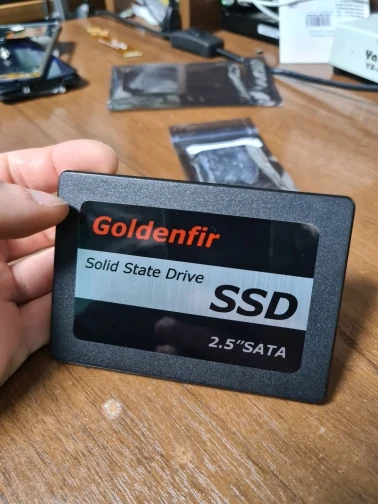 Goldenfir
Solid State Drive
SSD
2.5"SATA